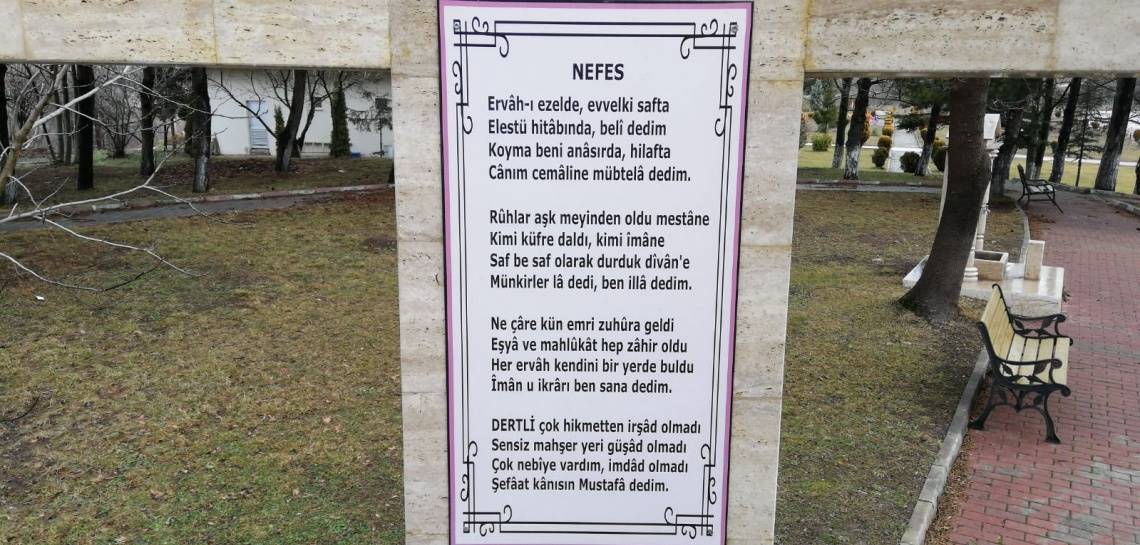 NEFES
Ervâh-ı ezelde, evvelki safta
Elestü hitâbında, belî dedim
Koyma beni anâsırda, hilafta
Cânım cemâline mübtelâ dedim.
Rûhlar aşk meyinden oldu mestâne
Kimi küfre daldı, kimi îmâne
Saf be saf olarak durduk dîvân'e
Münkirler lâ dedi, ben illâ dedim.
Ne çâre kün emri zuhûra geldi
Eşyâ ve mahlûkât hep zâhir oldu
Her ervâh kendini bir yerde buldu
Îmân u ikrârı ben sana dedim.
DERTLİ çok hikmetten irşâd olmadı
Sensiz mahşer yeri güşâd olmadı
Çok nebîye vardım, imdâd olmadı
Şefâat kânısın Mustafâ dedim.